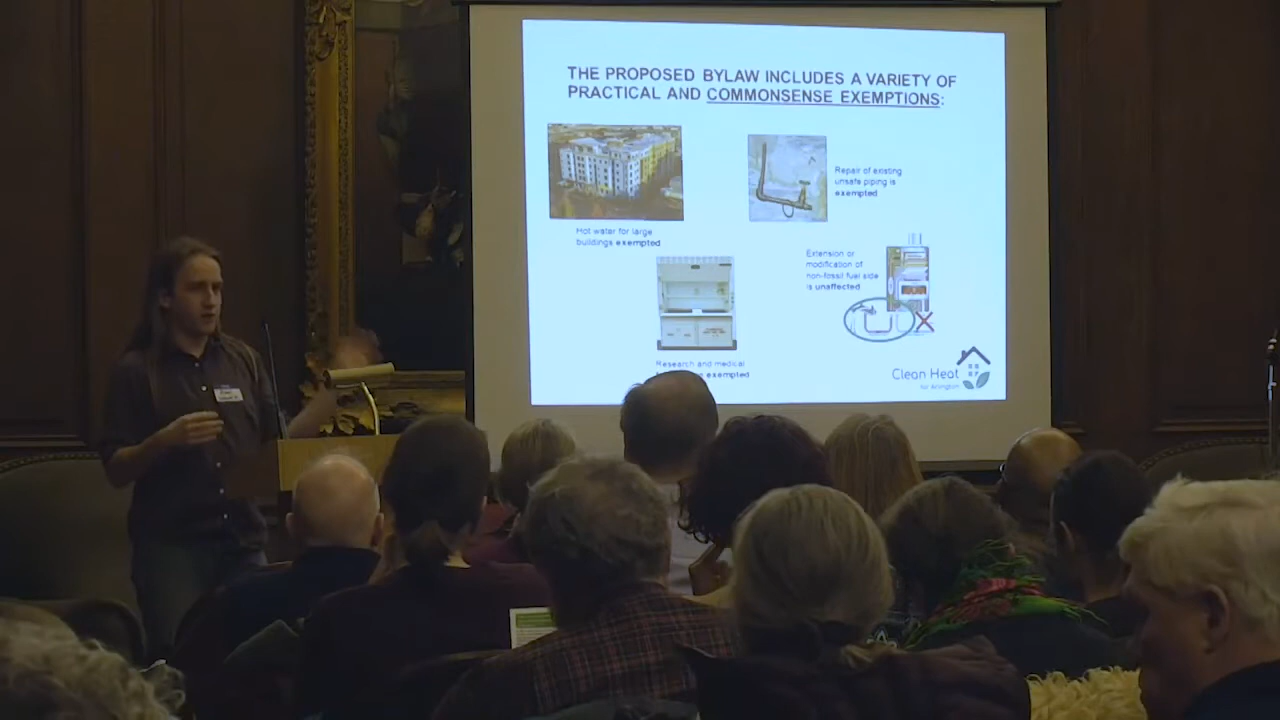 THE PROPOSED BYLAW INCLUDES A VARIETY OF
PRACTICAL AND COMMONSENSE EXEMPTIONS:
Hot water for large
buildings exempted
Repair of existing
unsafe piping is
exempted
Extension or
modification of
non-fossil fuel side
is unaffected
Research and medical
exempted
Clean Heat
for Arlington